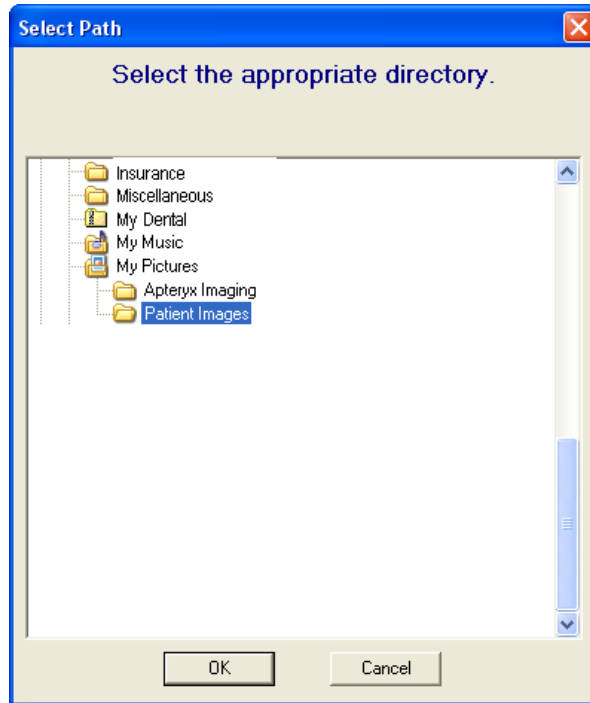 Select Path
Select the appropriate directory.
Insurance
Miscellaneous
My Dental
My Music
My Pictures
Apteryx Imaging
Patient Images
OK
Cancel